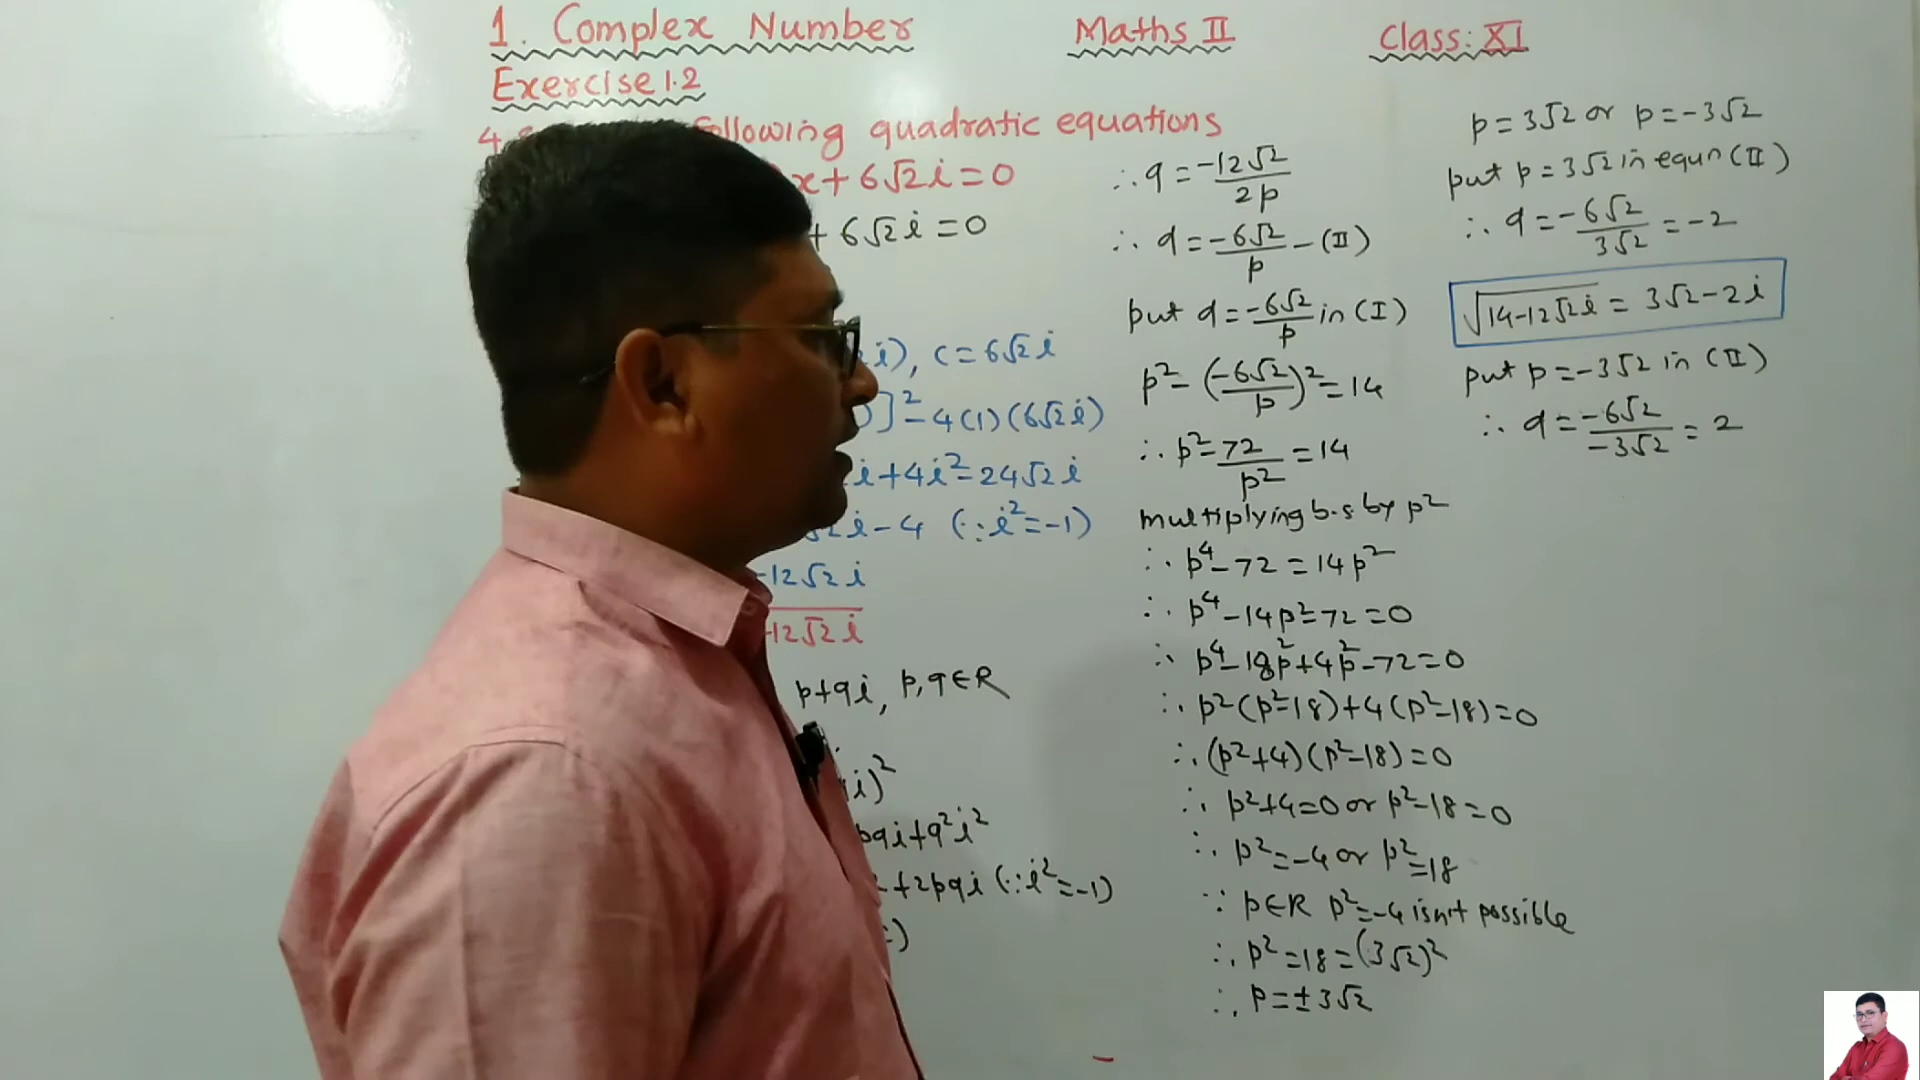 1. Complex Number
Maths II
Class: XI
Exercise 1.2
4. following quadratic equations
x+6√2i=0
+6√2i=0
i), c=6√2i
]²-4(1)(6√2i)
i+4i²-24√2i
√2i-4 (∵i²=-1)
-12√2i
-12√2i
p+qi, p,q∈R
i)²
pqi+q²i²
+2pqi (∵i²=-1)
∴ q=-12√2/2p
∴ q=-6√2/p -(II)
put q=-6√2/p in (I)
p²-(-6√2/p)²=14
∴ p²-72/p²=14
multiplying b.s by p²
∴ p⁴-72=14p²
∴ p⁴-14p²-72=0
∴ p⁴-18p²+4p²-72=0
∴ p²(p²-18)+4(p²-18)=0
∴ (p²+4)(p²-18)=0
∴ p²+4=0 or p²-18=0
∴ p²=-4 or p²=18
∵ p∈R p²=-4 isn't possible
∴ p²=18=(3√2)²
∴ p=±3√2
p=3√2 or p=-3√2
put p=3√2 in equn (II)
∴ q=-6√2/3√2=-2
√14-12√2i = 3√2-2i
put p=-3√2 in (II)
∴ q=-6√2/-3√2=2